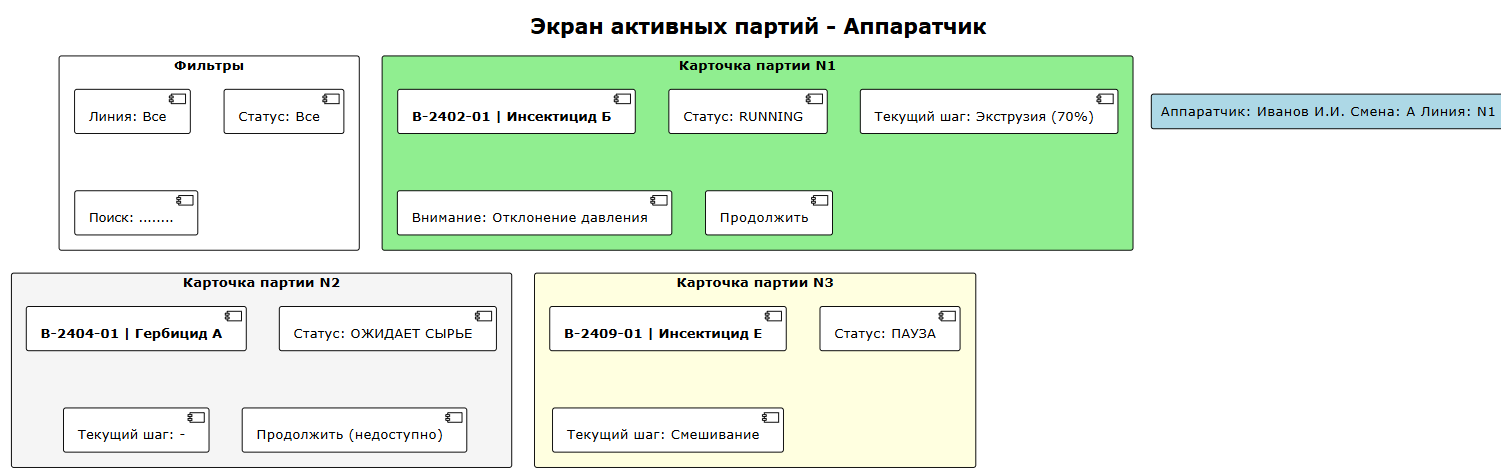 Экран активных партий - Аппаратчик
Фильтры
Линия: Все
Статус: Все
Поиск: ........
Карточка партии N1
B-2402-01 | Инсектицид Б
Статус: RUNNING
Текущий шаг: Экструзия (70%)
Внимание: Отклонение давления
Продолжить
Аппаратчик: Иванов И.И. Смена: А Линия: N1
Карточка партии N2
B-2404-01 | Гербицид А
Статус: ОЖИДАЕТ СЫРЬЕ
Текущий шаг: -
Продолжить (недоступно)
Карточка партии N3
B-2409-01 | Инсектицид Е
Статус: ПАУЗА
Текущий шаг: Смешивание